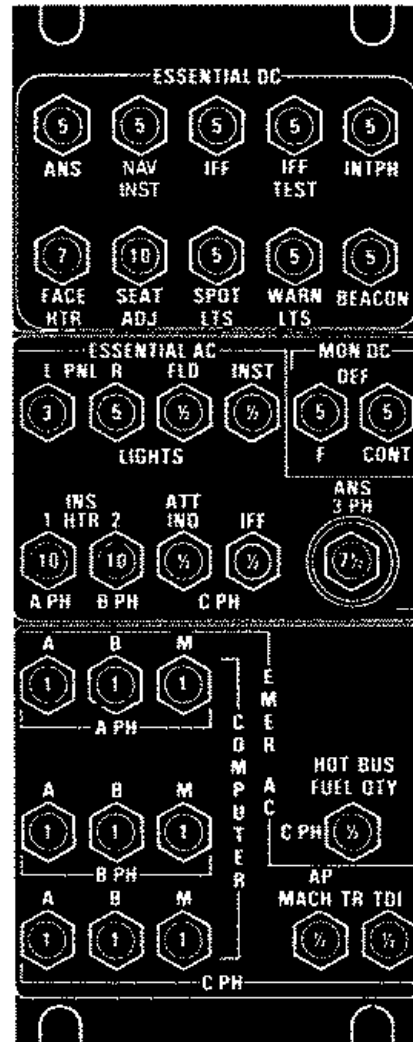 ESSENTIAL DC
5 5 5 5 5
ANS NAV INST IFF IFF TEST INTPH
7 10 5 5 5
FACE HTR SEAT ADJ SPOT LTS WARN LTS BEACON
ESSENTIAL AC MON DC
L PNL R FLD INST DEF
3 5 ½ ½ 5 5
LIGHTS F CONT
INS HTR ATT IND IFF ANS 3 PH
1 2
10 10 ½ ½ 7½
A PH B PH C PH
A B M
1 1 1
A PH
COMPUTER
EMER AC
HOT BUS
FUEL QTY
A B M
1 1 1 C PH ½
B PH
AP
A B M MACH TR TDI
1 1 1 ½ ½
C PH